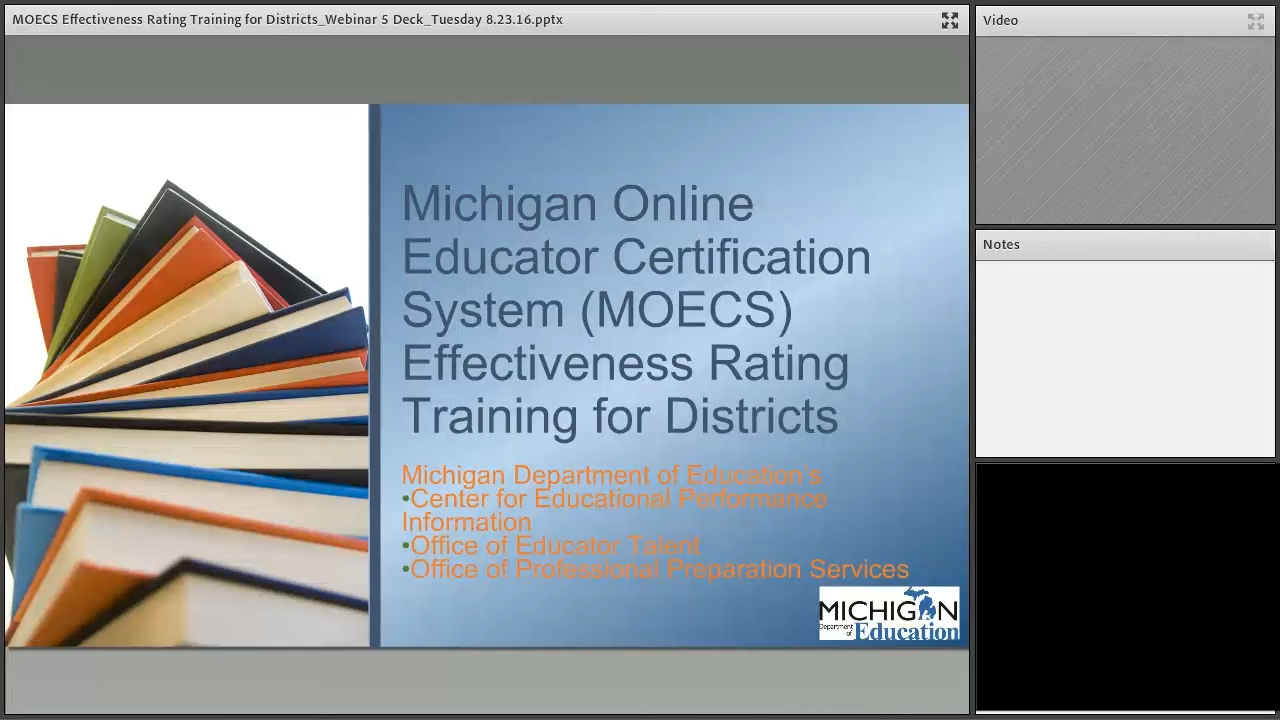 MOECS Effectiveness Rating Training for Districts_Webinar 5 Deck_Tuesday 8.23.16.pptx
Video
Notes
Michigan Online
Educator Certification
System (MOECS)
Effectiveness Rating
Training for Districts
Michigan Department of Education's
•Center for Educational Performance
Information
•Office of Educator Talent
•Office of Professional Preparation Services
MICHIGAN
Department
of Education